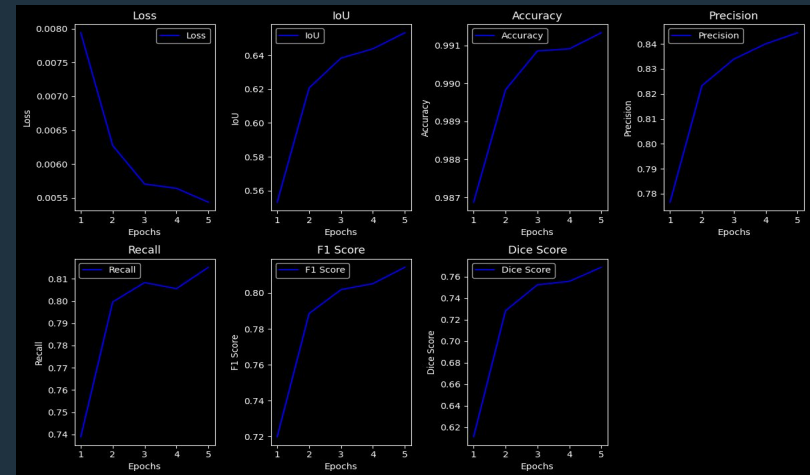 Loss
IoU
Accuracy
Precision
0.0080
0.0075
0.0070
0.0065
0.0060
0.0055
Loss
Loss
1 2 3 4 5
Epochs
0.64
0.62
0.60
0.58
0.56
IoU
IoU
1 2 3 4 5
Epochs
0.991
0.990
0.989
0.988
0.987
Accuracy
Accuracy
1 2 3 4 5
Epochs
0.84
0.83
0.82
0.81
0.80
0.79
0.78
Precision
Precision
1 2 3 4 5
Epochs
Recall
F1 Score
Dice Score
0.81
0.80
0.79
0.78
0.77
0.76
0.75
0.74
Recall
Recall
1 2 3 4 5
Epochs
0.80
0.78
0.76
0.74
0.72
F1 Score
F1 Score
1 2 3 4 5
Epochs
0.76
0.74
0.72
0.70
0.68
0.66
0.64
0.62
Dice Score
Dice Score
1 2 3 4 5
Epochs